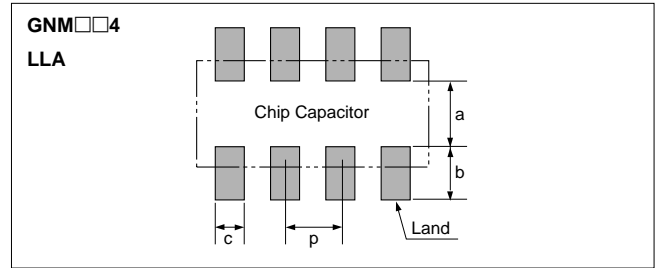 GNM□□4
LLA
Chip Capacitor
a
b
c
p
Land